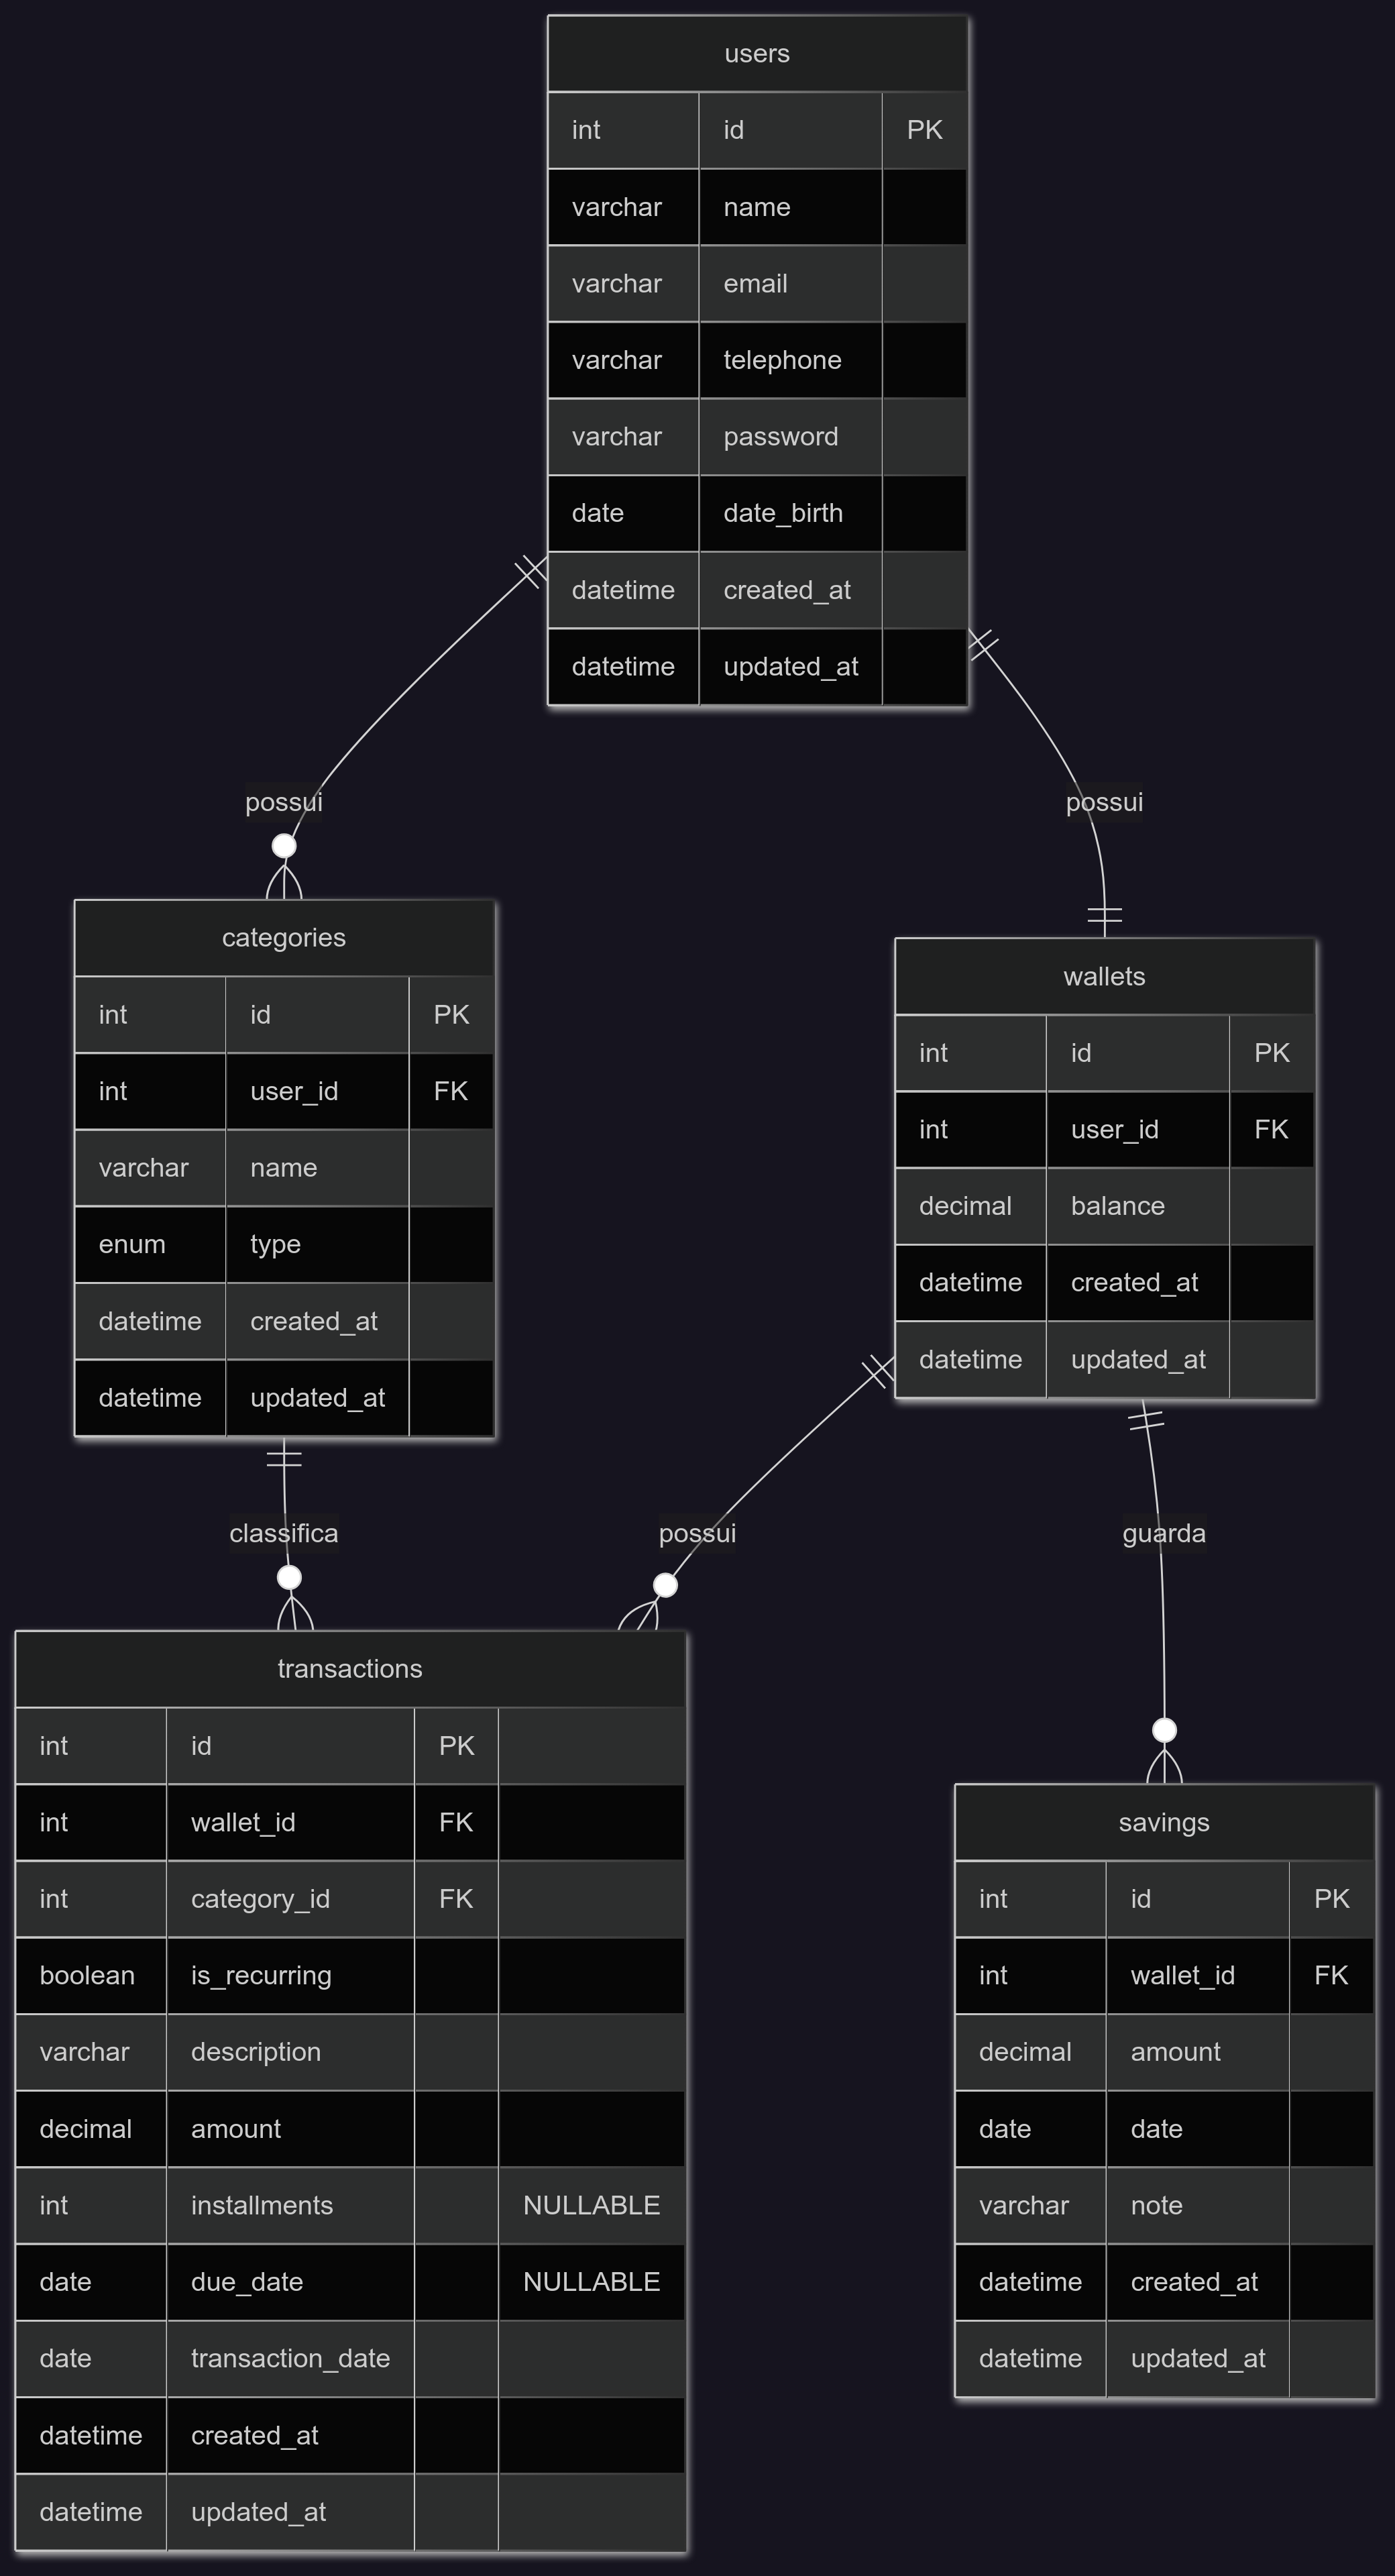 users
int id PK
varchar name
varchar email
varchar telephone
varchar password
date date_birth
datetime created_at
datetime updated_at
possui
possui
categories
int id PK
int user_id FK
varchar name
enum type
datetime created_at
datetime updated_at
wallets
int id PK
int user_id FK
decimal balance
datetime created_at
datetime updated_at
classifica
possui
guarda
transactions
int id PK
int wallet_id FK
int category_id FK
boolean is_recurring
varchar description
decimal amount
int installments NULLABLE
date due_date NULLABLE
date transaction_date
datetime created_at
datetime updated_at
savings
int id PK
int wallet_id FK
decimal amount
date date
varchar note
datetime created_at
datetime updated_at